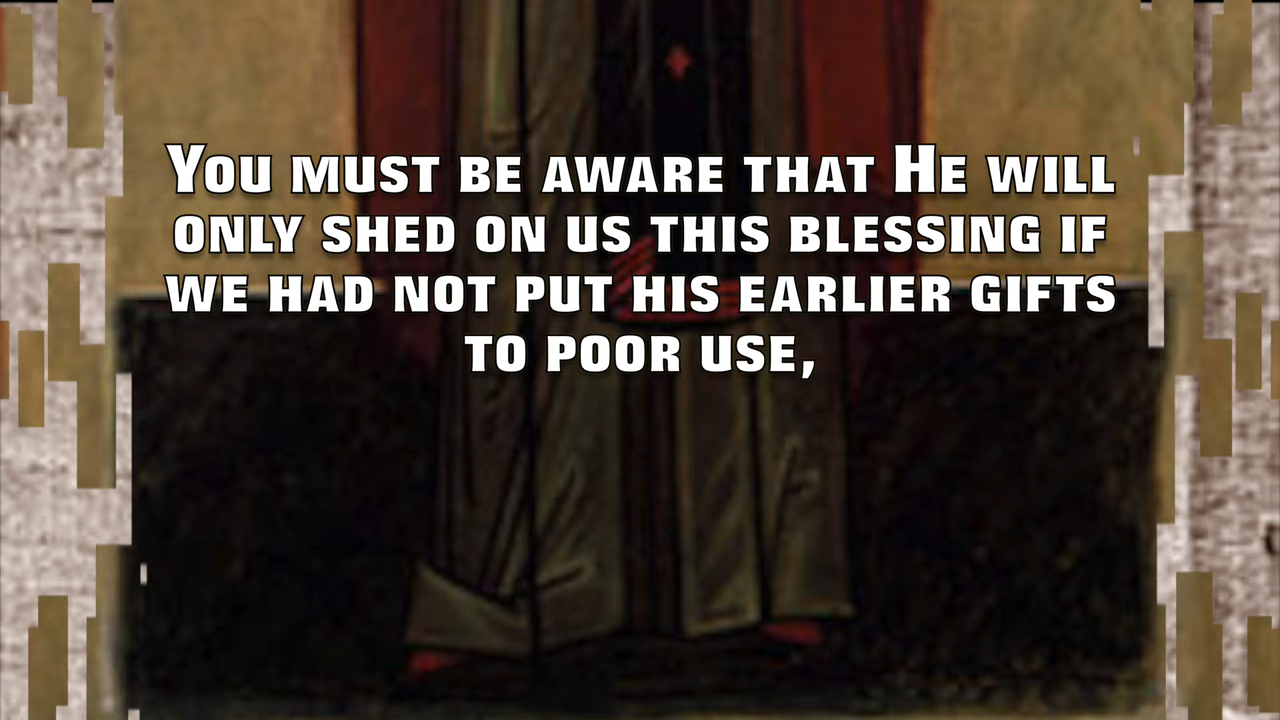 You must be aware that He will
only shed on us this blessing if
we had not put his earlier gifts
to poor use,